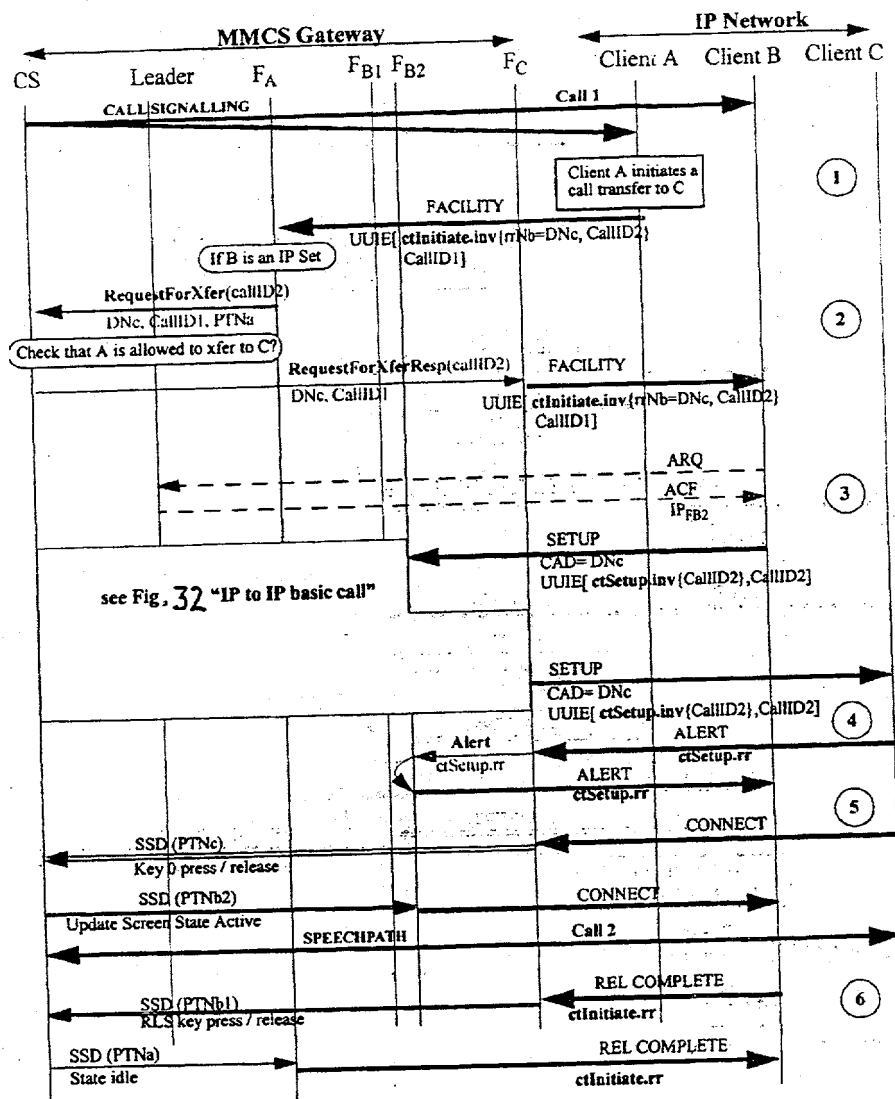 MMCS Gateway
IP Network
CS
Leader
FA
FB1
FB2
FC
Client A
Client B
Client C
CALL SIGNALLING
Call 1
Client A initiates a
call transfer to C
1
FACILITY
UUIE[ ctInitiate.inv{rrNb=DNc, CallID2}
CallID1]
If B is an IP Set
RequestForXfer(callID2)
DNc, CallID1, PTNa
2
Check that A is allowed to xfer to C?
RequestForXferResp(callID2)
DNc, CallID1
FACILITY
UUIE[ ctInitiate.inv{rrNb=DNc, CallID2}
CallID1]
ARQ
ACF
IPFB2
3
SETUP
CAD= DNc
UUIE[ ctSetup.inv{CallID2},CallID2]
see Fig. 32 "IP to IP basic call"
SETUP
CAD= DNc
UUIE[ ctSetup.inv{CallID2},CallID2]
4
Alert
ctSetup.rr
ALERT
ctSetup.rr
ALERT
ctSetup.rr
5
CONNECT
SSD (PTNc)
Key 0 press / release
SSD (PTNb2)
Update Screen State Active
CONNECT
SPEECHPATH
Call 2
REL COMPLETE
ctInitiate.rr
6
SSD (PTNb1)
RLS key press / release
SSD (PTNa)
State idle
REL COMPLETE
ctInitiate.rr